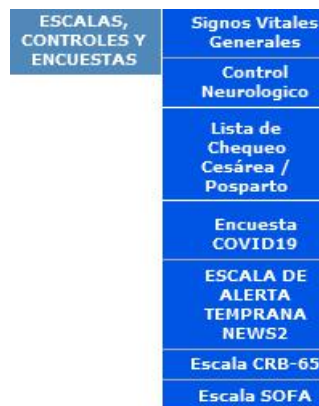 ESCALAS,
CONTROLES Y
ENCUESTAS
Signos Vitales
Generales
Control
Neurologico
Lista de
Chequeo
Cesárea /
Posparto
Encuesta
COVID19
ESCALA DE
ALERTA
TEMPRANA
NEWS2
Escala CRB-65
Escala SOFA